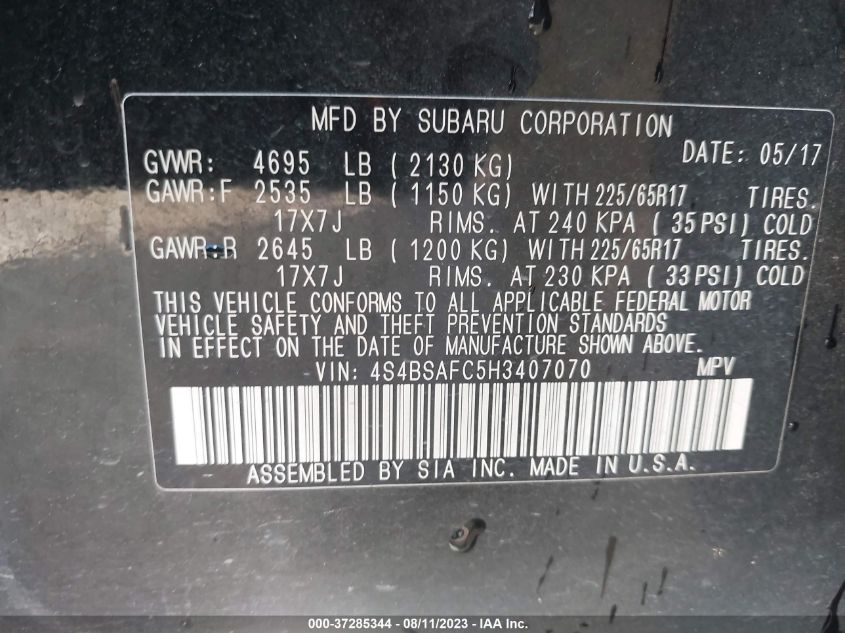 MFD BY SUBARU CORPORATION
DATE: 05/17
GVWR: 4695 LB ( 2130 KG)
GAWR:F 2535 LB ( 1150 KG) WITH 225/65R17 TIRES.
17X7J RIMS. AT 240 KPA ( 35 PSI) COLD
GAWR:R 2645 LB ( 1200 KG) WITH 225/65R17 TIRES.
17X7J RIMS. AT 230 KPA ( 33 PSI) COLD
THIS VEHICLE CONFORMS TO ALL APPLICABLE FEDERAL MOTOR
VEHICLE SAFETY AND THEFT PREVENTION STANDARDS
IN EFFECT ON THE DATE OF MANUFACTURE SHOWN ABOVE.
VIN: 4S4BSAFC5H3407070 MPV
ASSEMBLED BY SIA INC. MADE IN U.S.A.
000-37285344 - 08/11/2023 - IAA Inc.